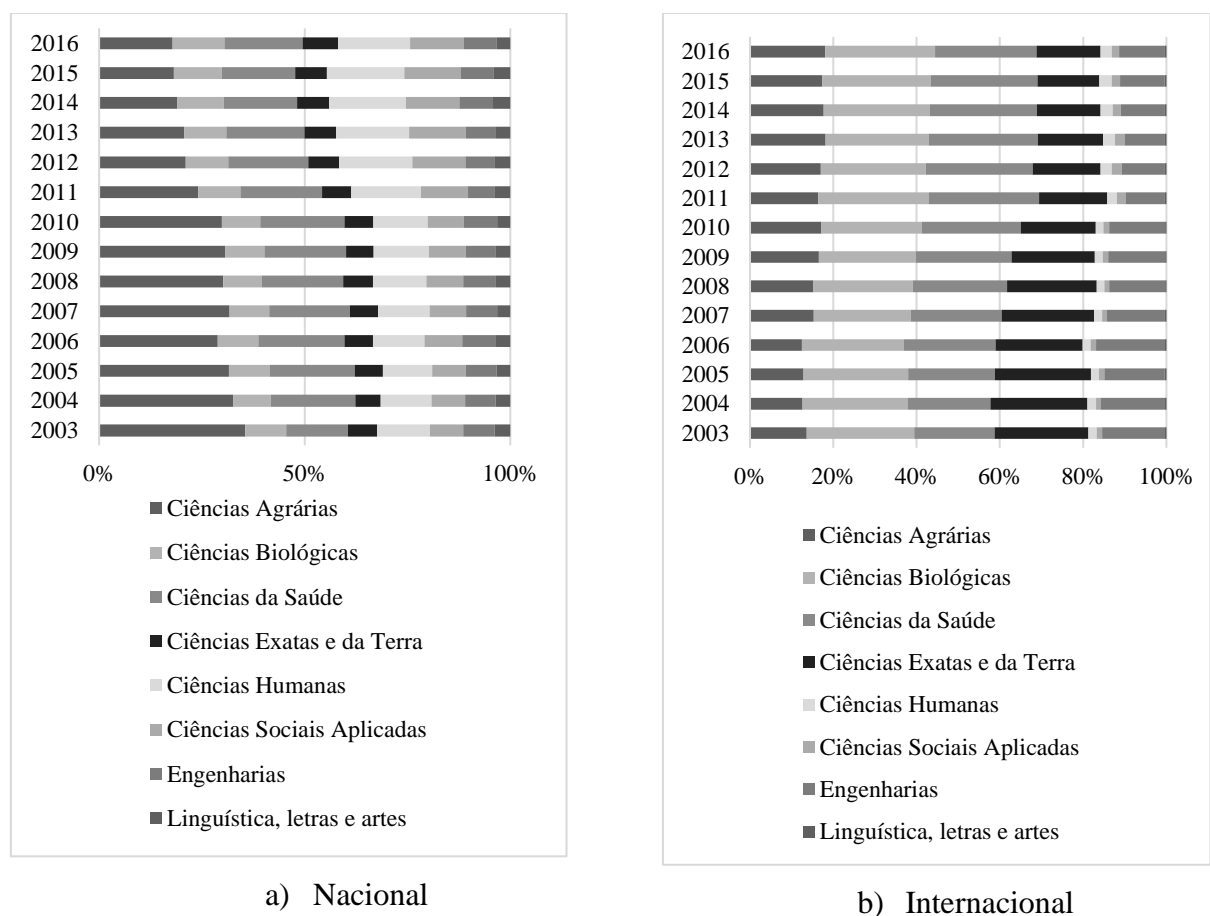 2016
2015
2014
2013
2012
2011
2010
2009
2008
2007
2006
2005
2004
2003
0% 50% 100%
Ciências Agrárias
Ciências Biológicas
Ciências da Saúde
Ciências Exatas e da Terra
Ciências Humanas
Ciências Sociais Aplicadas
Engenharias
Linguística, letras e artes
a) Nacional
2016
2015
2014
2013
2012
2011
2010
2009
2008
2007
2006
2005
2004
2003
0% 20% 40% 60% 80% 100%
Ciências Agrárias
Ciências Biológicas
Ciências da Saúde
Ciências Exatas e da Terra
Ciências Humanas
Ciências Sociais Aplicadas
Engenharias
Linguística, letras e artes
b) Internacional